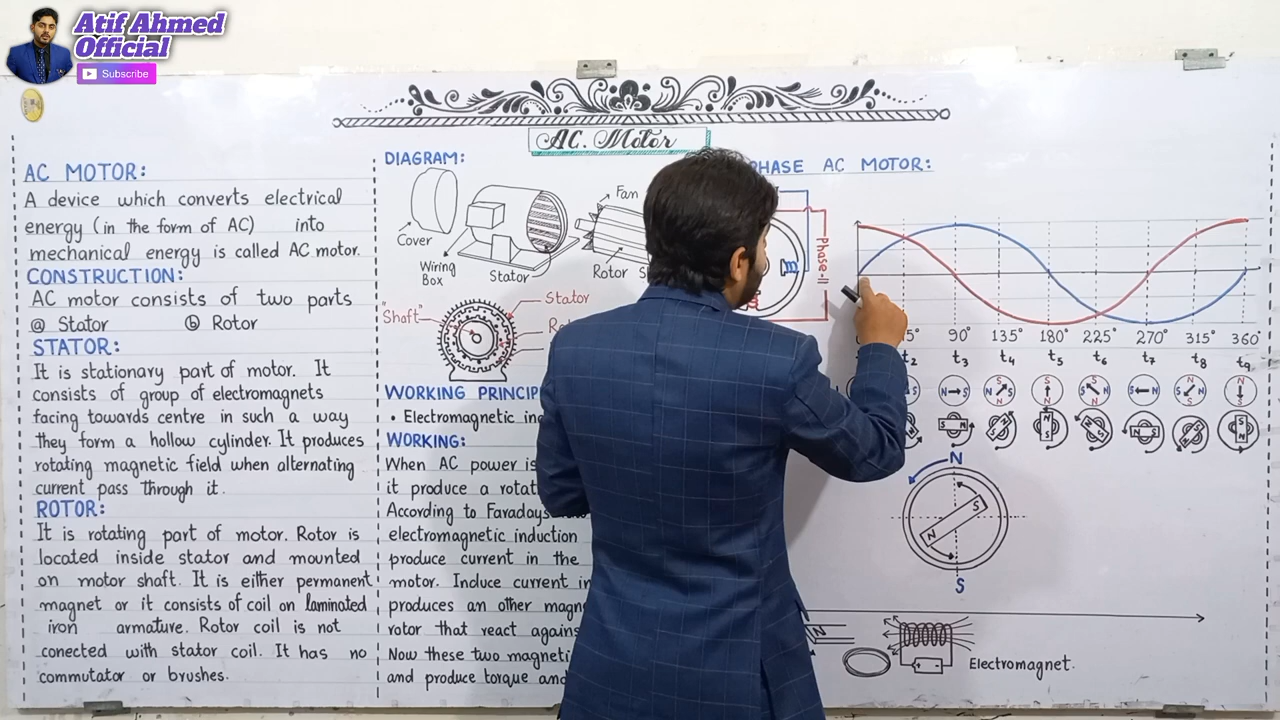 Atif Ahmed
Official
Subscribe
AC. Motor
AC MOTOR:
A device which converts electrical
energy (in the form of AC) into
mechanical energy is called AC motor.
CONSTRUCTION:
AC motor consists of two parts
ⓐ Stator ⓑ Rotor
STATOR:
It is stationary part of motor. It
consists of group of electromagnets
facing towards centre in such a way
they form a hollow cylinder. It produces
rotating magnetic field when alternating
current pass through it.
ROTOR:
It is rotating part of motor. Rotor is
located inside stator and mounted
on motor shaft. It is either permanent
magnet or it consists of coil on laminated
iron armature. Rotor coil is not
conected with stator coil. It has no
commutator or brushes.
DIAGRAM:
Cover
Wiring
Box
Stator
Fan
Rotor
"Shaft"
Stator
WORKING
• Electromagnetic
WORKING:
When AC power is
it produce a
According to Faradays
electromagnetic induction
produce current in the
motor. Induce current
produces an other
rotor that react
Now these two
and produce torque
PHASE AC MOTOR:
Phase-II
90° 135° 180° 225° 270° 315° 360°
t2 t3 t4 t5 t6 t7 t8 t9
N S
N S
S N
S N
S N
S N
N S
S N
N S
N
S
N
S
N
Electromagnet.